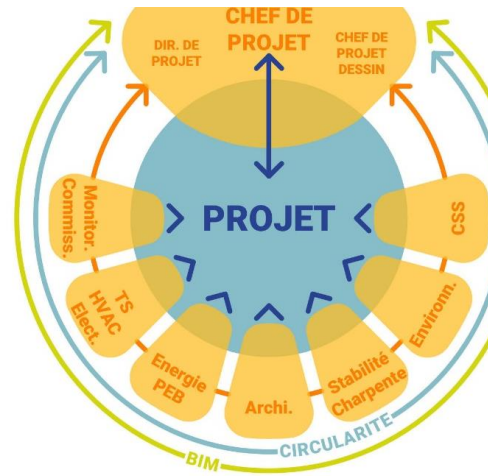 CHEF DE
PROJET
DIR. DE
PROJET
CHEF DE
PROJET
DESSIN
PROJET
Monitor.
Commiss.
TS
HVAC
Elect.
Energie
PEB
Archi.
Stabilité
Charpente
Environn.
CSS
CIRCULARITE
BIM